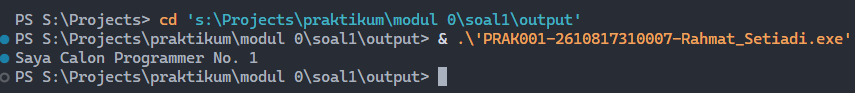 PS S:\Projects> cd 's:\Projects\praktikum\modul 0\soal1\output'
PS S:\Projects\praktikum\modul 0\soal1\output> & .\'PRAK001-2610817310007-Rahmat_Setiadi.exe'
Saya Calon Programmer No. 1
PS S:\Projects\praktikum\modul 0\soal1\output>